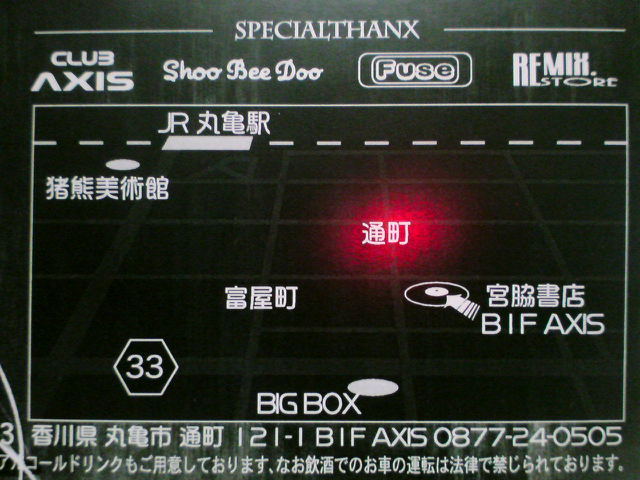 SPECIALTHANX
CLUB AXIS
Shoo Bee Doo
Fuse
REMIX. STORE
JR 丸亀駅
猪熊美術館
通町
富屋町
宮脇書店
B1F AXIS
33
BIG BOX
香川県 丸亀市 通町 121-1 B1F AXIS 0877-24-0505
アルコールドリンクもご用意しております、なお飲酒でのお車の運転は法律で禁じられております。